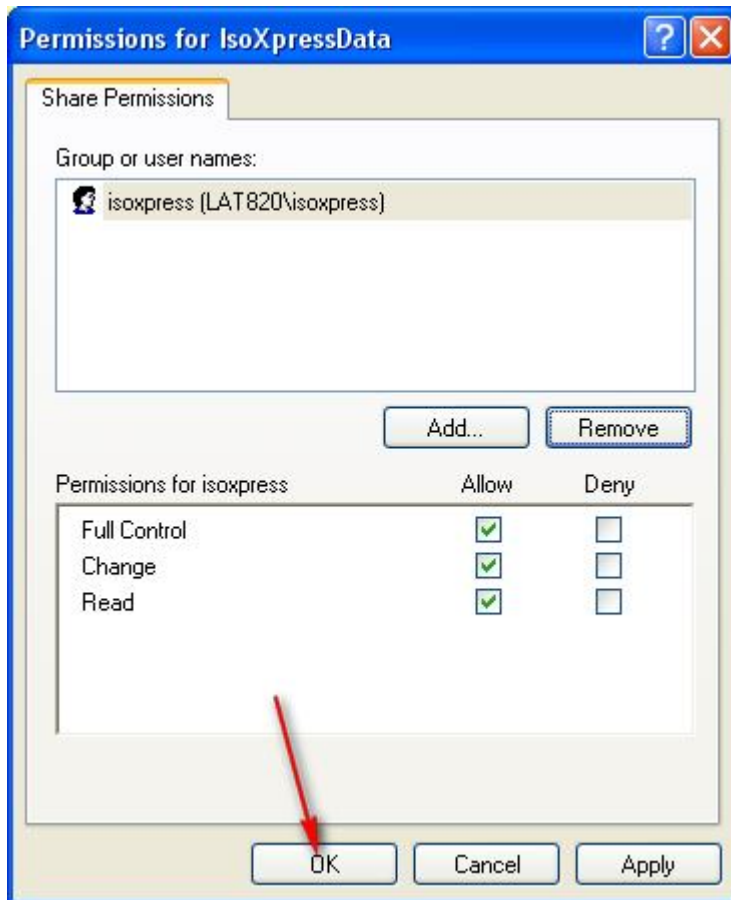 Permissions for IsoXpressData
Share Permissions
Group or user names:
isoxpress (LAT820\isoxpress)
Add... Remove
Permissions for isoxpress Allow Deny
Full Control
Change
Read
OK Cancel Apply